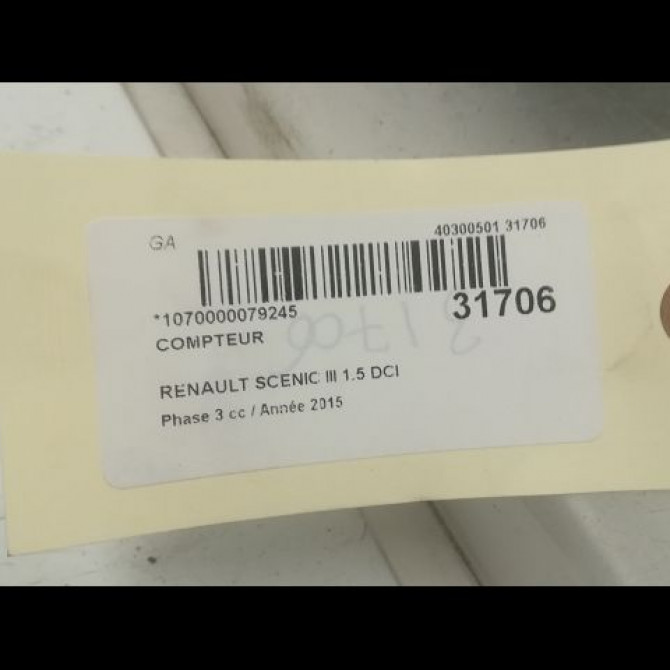 GA
40300501 31706
*1070000079245
31706
COMPTEUR
RENAULT SCENIC III 1.5 DCI
Phase 3 cc / Année 2015
31706